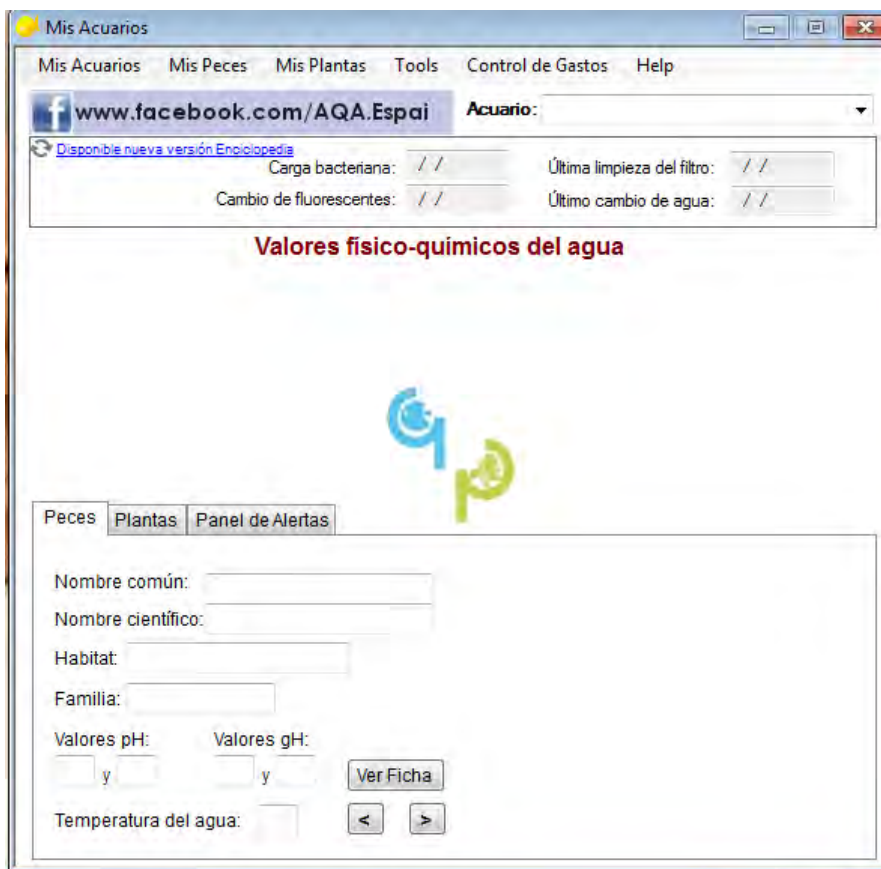 Mis Acuarios
Mis Acuarios Mis Peces Mis Plantas Tools Control de Gastos Help
f www.facebook.com/AQA.Espai Acuario:
Disponible nueva versión Enciclopedia
Carga bacteriana: / / Última limpieza del filtro: / /
Cambio de fluorescentes: / / Último cambio de agua: / /
Valores físico-químicos del agua
Peces Plantas Panel de Alertas
Nombre común:
Nombre científico:
Habitat:
Familia:
Valores pH: Valores gH:
y y Ver Ficha
Temperatura del agua: < >